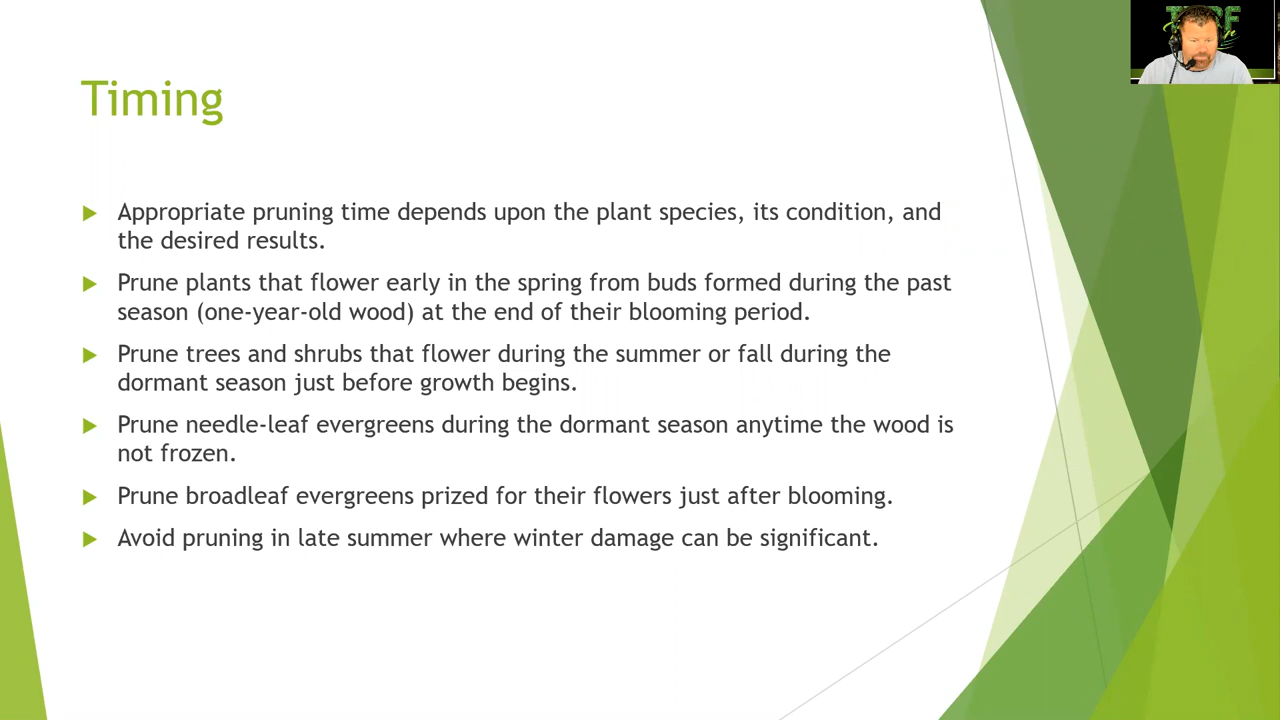 Timing
Appropriate pruning time depends upon the plant species, its condition, and
the desired results.
Prune plants that flower early in the spring from buds formed during the past
season (one-year-old wood) at the end of their blooming period.
Prune trees and shrubs that flower during the summer or fall during the
dormant season just before growth begins.
Prune needle-leaf evergreens during the dormant season anytime the wood is
not frozen.
Prune broadleaf evergreens prized for their flowers just after blooming.
Avoid pruning in late summer where winter damage can be significant.